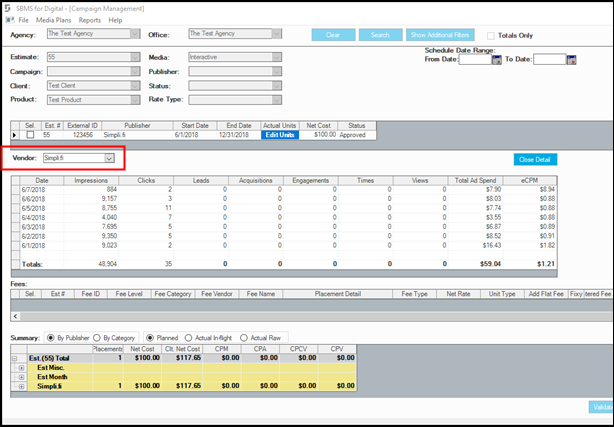 SBMS for Digital - [Campaign Management]
File Media Plans Reports Help
Agency: The Test Agency Office: The Test Agency Clear Search Show Additional Filters Totals Only
Schedule Date Range:
Estimate: 55 Media: Interactive From Date: To Date:
Campaign: Publisher:
Client: Test Client Status:
Product: Test Product Rate Type:
Sel. Est. # External ID Publisher Start Date End Date Actual Units Net Cost Status
55 123456 Simpli.fi 6/1/2018 12/31/2018 Edit Units $100.00 Approved
Vendor: Simpli.fi Close Detail
Date Impressions Clicks Leads Acquisitions Engagements Times Views Total Ad Spend eCPM
6/7/2018 884 2 0 0 0 0 0 $7.90 $8.94
6/6/2018 9,157 3 0 0 0 0 0 $8.03 $0.88
6/5/2018 8,755 11 0 0 0 0 0 $7.74 $0.88
6/4/2018 4,040 7 0 0 0 0 0 $3.55 $0.88
6/3/2018 7,695 5 0 0 0 0 0 $6.87 $0.89
6/2/2018 9,350 5 0 0 0 0 0 $8.52 $0.91
6/1/2018 9,023 2 0 0 0 0 0 $16.43 $1.82
Totals: 48,904 35 0 0 0 0 0 $59.04 $1.21
Fees:
Sel. Est # Fee ID Fee Level Fee Category Fee Vendor Fee Name Placement Detail Fee Type Net Rate Unit Type Add Flat Fee Fixy tered Fee
Summary: By Publisher By Category Planned Actual In-flight Actual Raw
Placements Net Cost Clt. Net Cost CPM CPA CPCV CPV
Est.(55) Total 1 $100.00 $117.65 $0.00 $0.00 $0.00 $0.00
Est Misc.
Est Month
Simpli.fi 1 $100.00 $117.65 $0.00 $0.00 $0.00 $0.00
Validat